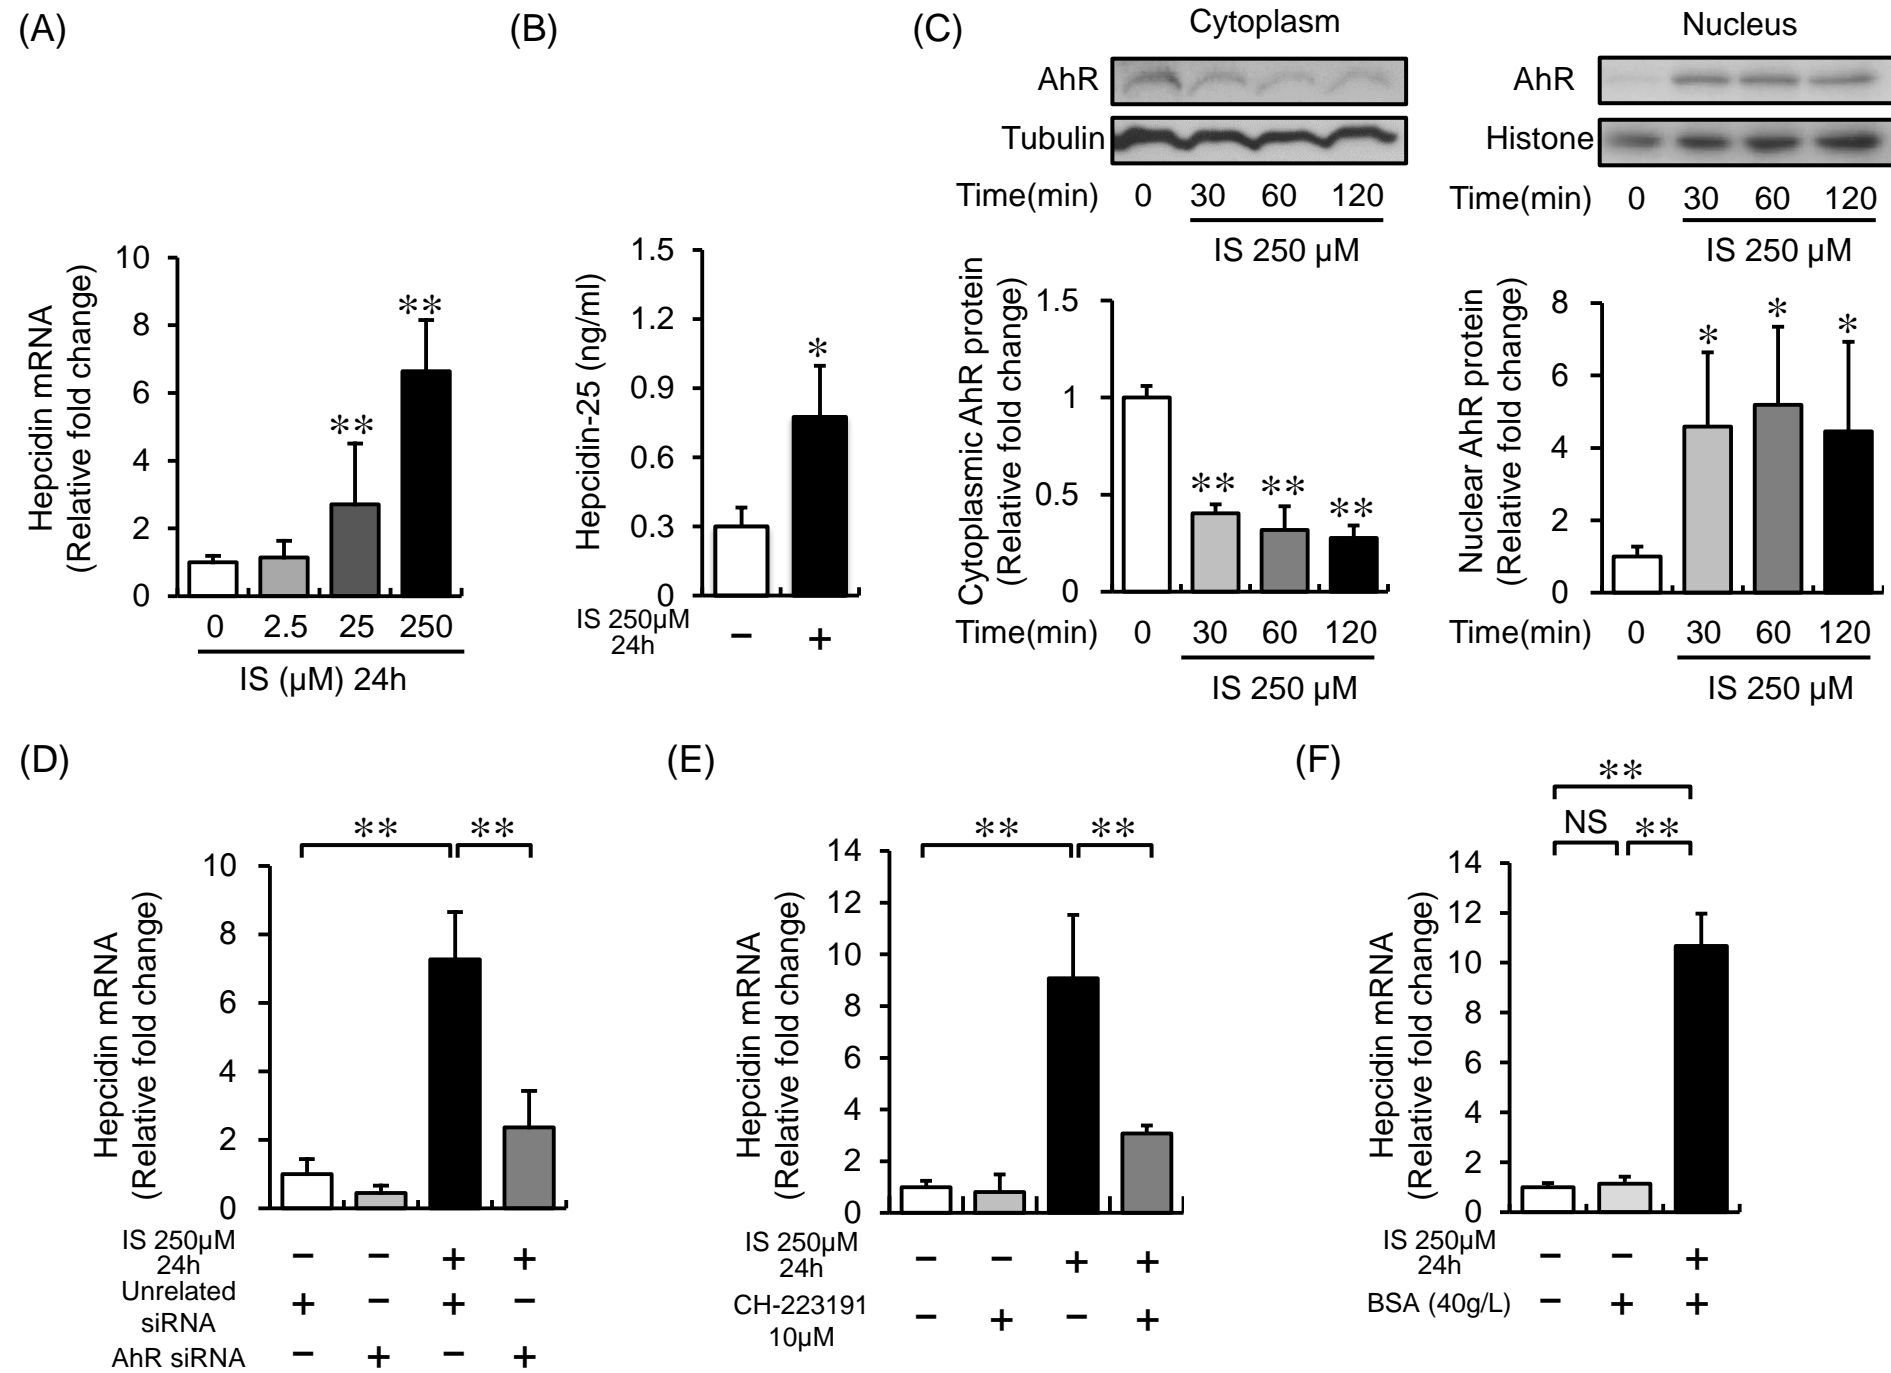 (A)
10
8
6
4
2
0
Hepcidin mRNA
(Relative fold change)
**
**
0 2.5 25 250
IS (µM) 24h
(B)
1.5
1.2
0.9
0.6
0.3
0
Hepcidin-25 (ng/ml)
*
IS 250µM
24h
− +
(C)
Cytoplasm
AhR
Tubulin
Time(min) 0 30 60 120
IS 250 µM
Cytoplasmic AhR protein
(Relative fold change)
1.5
1
0.5
0
** ** **
Time(min) 0 30 60 120
IS 250 µM
Nucleus
AhR
Histone
Time(min) 0 30 60 120
IS 250 µM
Nuclear AhR protein
(Relative fold change)
8
6
4
2
0
* * *
Time(min) 0 30 60 120
IS 250 µM
(D)
** **
10
8
6
4
2
0
Hepcidin mRNA
(Relative fold change)
IS 250µM
24h
− − + +
Unrelated
siRNA
+ − + −
AhR siRNA − + − +
(E)
** **
14
12
10
8
6
4
2
0
Hepcidin mRNA
(Relative fold change)
IS 250µM
24h
− − + +
CH-223191
10µM
− + − +
(F)
**
NS **
14
12
10
8
6
4
2
0
Hepcidin mRNA
(Relative fold change)
IS 250µM
24h
− − +
BSA (40g/L) − + +